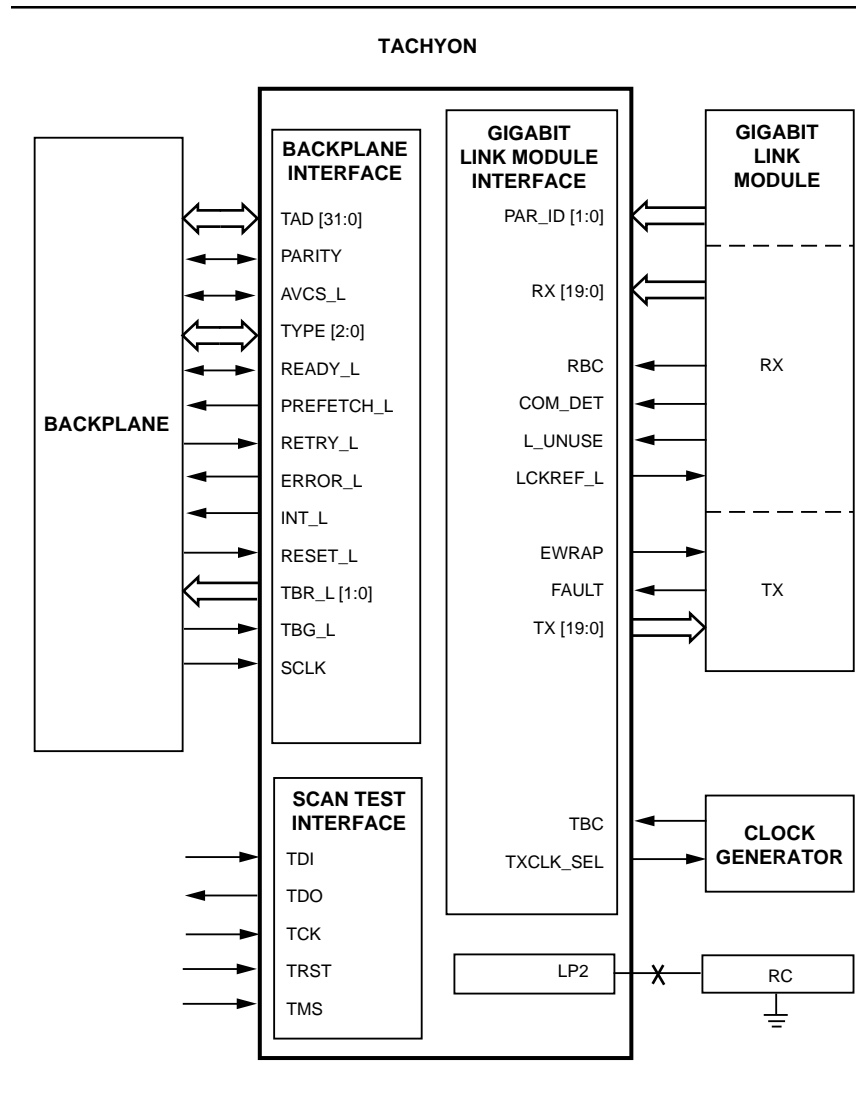 TACHYON
BACKPLANE
BACKPLANE
INTERFACE
TAD [31:0]
PARITY
AVCS_L
TYPE [2:0]
READY_L
PREFETCH_L
RETRY_L
ERROR_L
INT_L
RESET_L
TBR_L [1:0]
TBG_L
SCLK
SCAN TEST
INTERFACE
TDI
TDO
TCK
TRST
TMS
GIGABIT
LINK MODULE
INTERFACE
PAR_ID [1:0]
RX [19:0]
RBC
COM_DET
L_UNUSE
LCKREF_L
EWRAP
FAULT
TX [19:0]
TBC
TXCLK_SEL
LP2
GIGABIT
LINK
MODULE
RX
TX
CLOCK
GENERATOR
RC